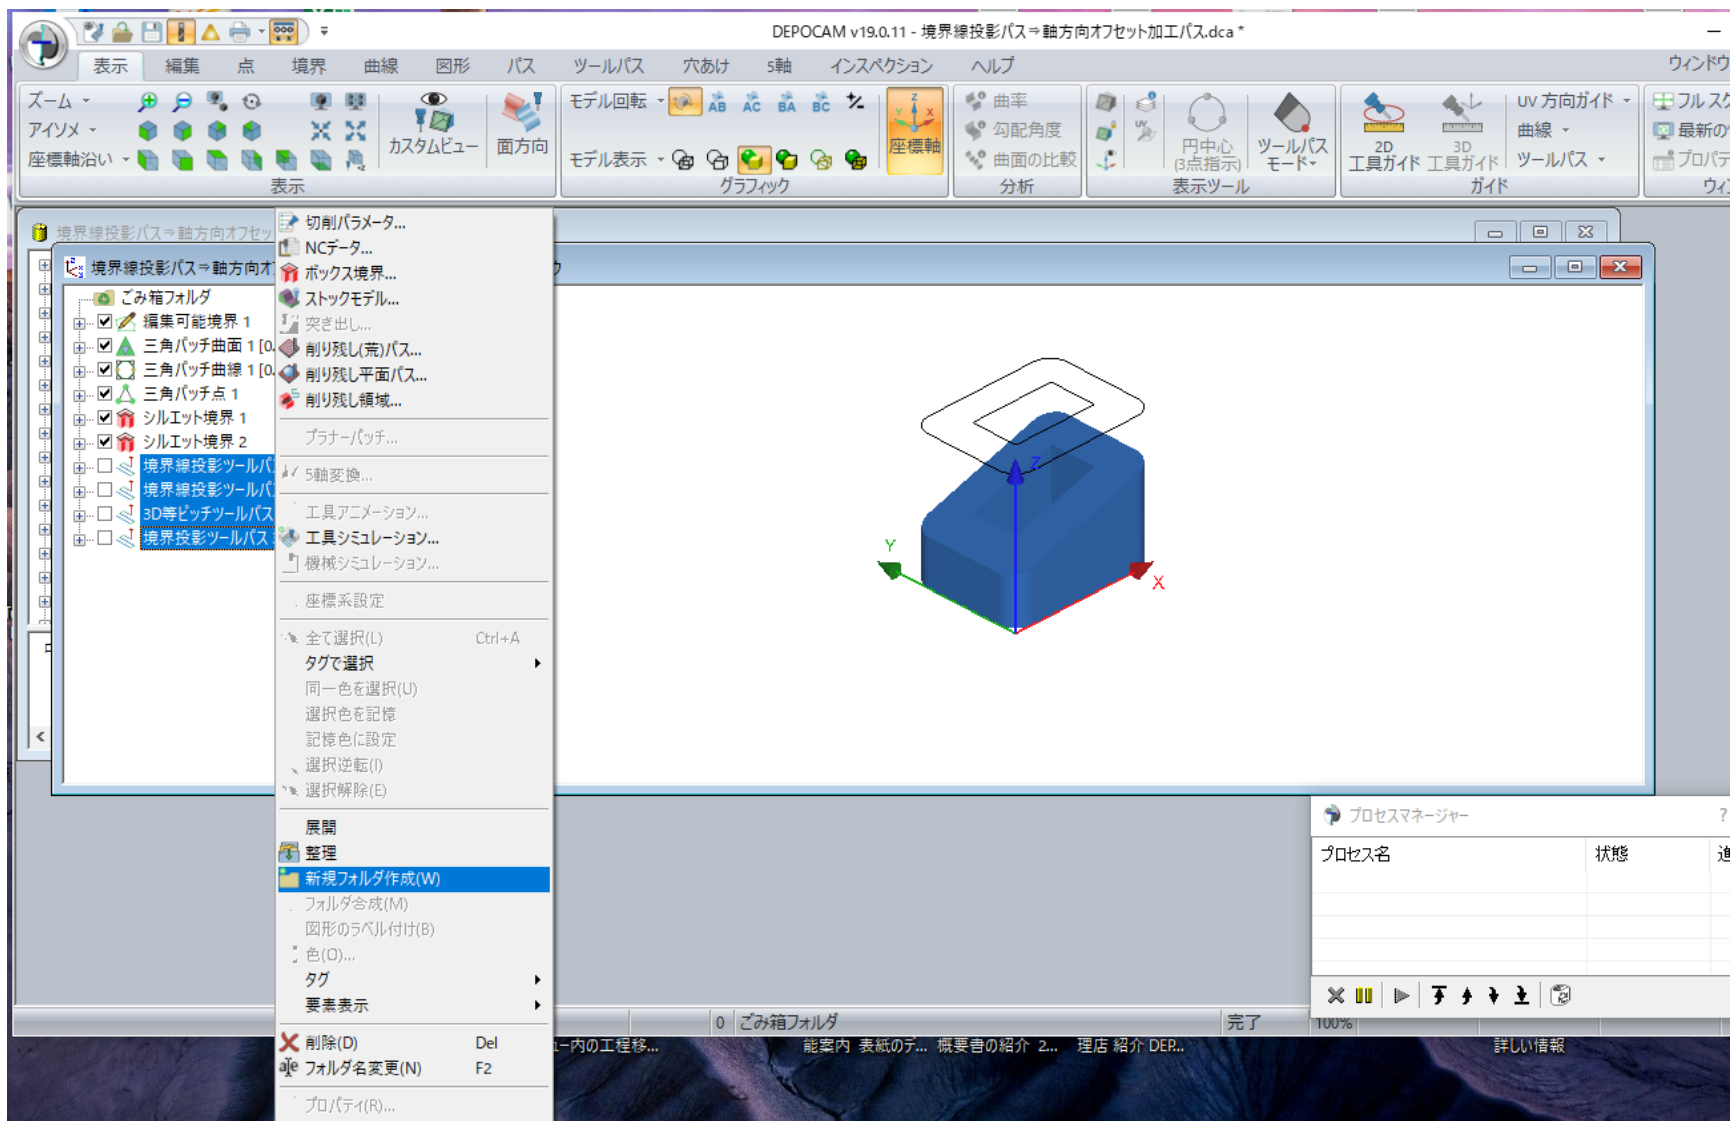 DEPOCAM v19.0.11 - 境界線投影パス⇒軸方向オフセット加工パス.dca *
表示 編集 点 境界 曲線 図形 パス ツールパス 穴あけ 5軸 インスペクション ヘルプ
ウィンドウ
ズーム
アイソメ
座標軸沿い
カスタムビュー
面方向
表示
モデル回転
AB AC BA BC
モデル表示
座標軸
グラフィック
曲率
勾配角度
曲面の比較
分析
円中心
(3点指示)
ツールパス
モード
表示ツール
2D
工具ガイド
3D
工具ガイド
UV 方向ガイド
曲線
ツールパス
ガイド
フル スク
最新の
プロパテ
境界線投影パス⇒軸方向オフセッ
境界線投影パス⇒軸方向オ
ごみ箱フォルダ
編集可能境界 1
三角パッチ曲面 1 [0.
三角パッチ曲線 1 [0.
三角パッチ点 1
シルエット境界 1
シルエット境界 2
境界線投影ツールパ
境界線投影ツールパ
3D等ピッチツールパス
境界投影ツールパス
切削パラメータ...
NCデータ...
ボックス境界...
ストックモデル...
突き出し...
削り残し(荒)パス...
削り残し平面パス...
削り残し領域...
プラナーパッチ...
5軸変換...
工具アニメーション...
工具シミュレーション...
機械シミュレーション...
座標系設定
全て選択(L) Ctrl+A
タグで選択
同一色を選択(U)
選択色を記憶
記憶色に設定
選択逆転(I)
選択解除(E)
展開
整理
新規フォルダ作成(W)
フォルダ合成(M)
図形のラベル付け(B)
色(O)...
タグ
要素表示
削除(D) Del
フォルダ名変更(N) F2
プロパティ(R)...
Z
Y
X
プロセスマネージャー ?
プロセス名 状態 進
0 ごみ箱フォルダ 完了 100%
ュー内の工程移... 能案内 表紙のデ... 概要書の紹介 2... 理店 紹介 DEP... 詳しい情報